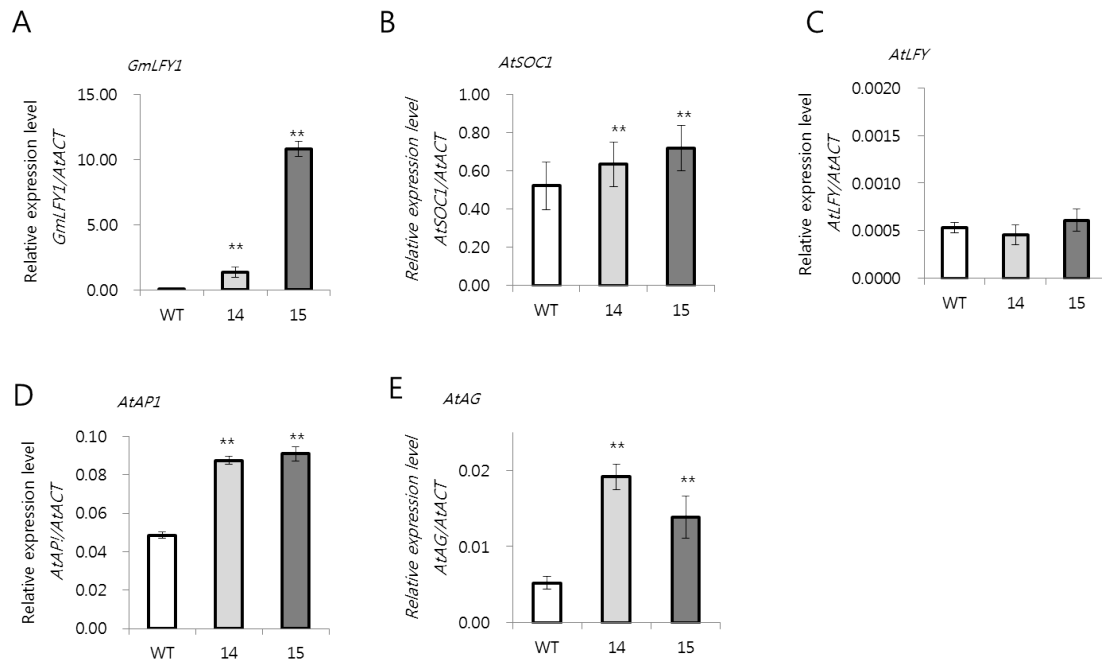 A
GmLFY1
Relative expression level
GmLFY1/AtACT
15.00
10.00
5.00
0.00
**
**
WT
14
15
B
AtSOC1
Relative expression level
AtSOC1/AtACT
1.00
0.80
0.60
0.40
0.20
0.00
**
**
WT
14
15
C
AtLFY
Relative expression level
AtLFY/AtACT
0.0020
0.0015
0.0010
0.0005
0.0000
WT
14
15
D
AtAP1
Relative expression level
AtAP!/AtACT
0.10
0.08
0.06
0.04
0.02
0.00
**
**
WT
14
15
E
AtAG
Relative expression level
AtAG/AtACT
0.02
0.01
0.00
**
**
WT
14
15